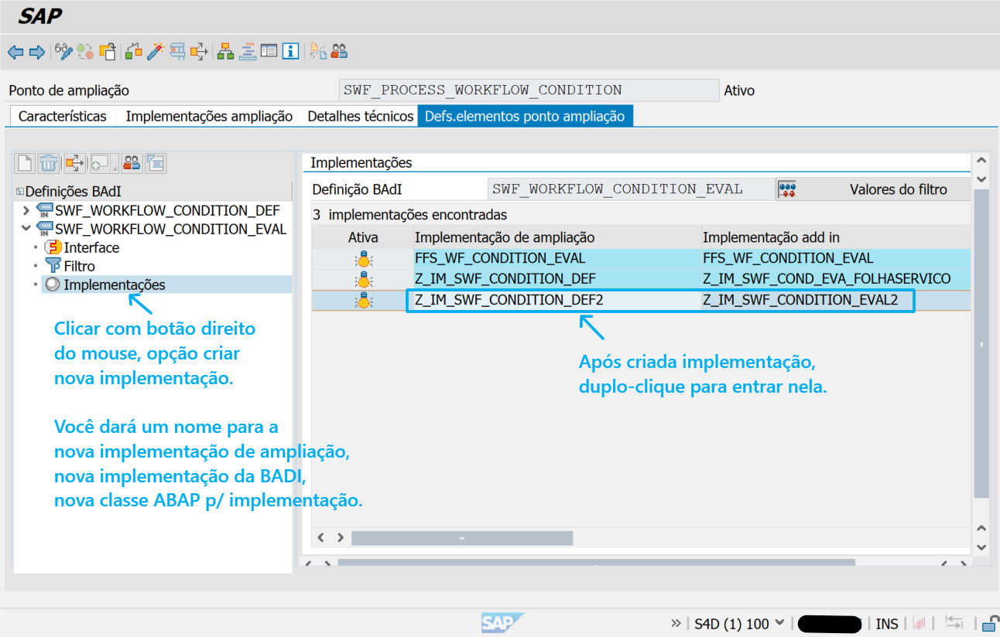 SAP
Ponto de ampliação SWF_PROCESS_WORKFLOW_CONDITION Ativo
Características Implementações ampliação Detalhes técnicos Defs.elementos ponto ampliação
Definições BAdI
SWF_WORKFLOW_CONDITION_DEF
SWF_WORKFLOW_CONDITION_EVAL
Interface
Filtro
Implementações
Clicar com botão direito
do mouse, opção criar
nova implementação.
Você dará um nome para a
nova implementação de ampliação,
nova implementação da BADI,
nova classe ABAP p/ implementação.
Implementações
Definição BAdI SWF_WORKFLOW_CONDITION_EVAL Valores do filtro
3 implementações encontradas
Ativa Implementação de ampliação Implementação add in
FFS_WF_CONDITION_EVAL FFS_WF_CONDITION_EVAL
Z_IM_SWF_CONDITION_DEF Z_IM_SWF_COND_EVA_FOLHASERVICO
Z_IM_SWF_CONDITION_DEF2 Z_IM_SWF_CONDITION_EVAL2
Após criada implementação,
duplo-clique para entrar nela.
SAP S4D (1) 100 INS